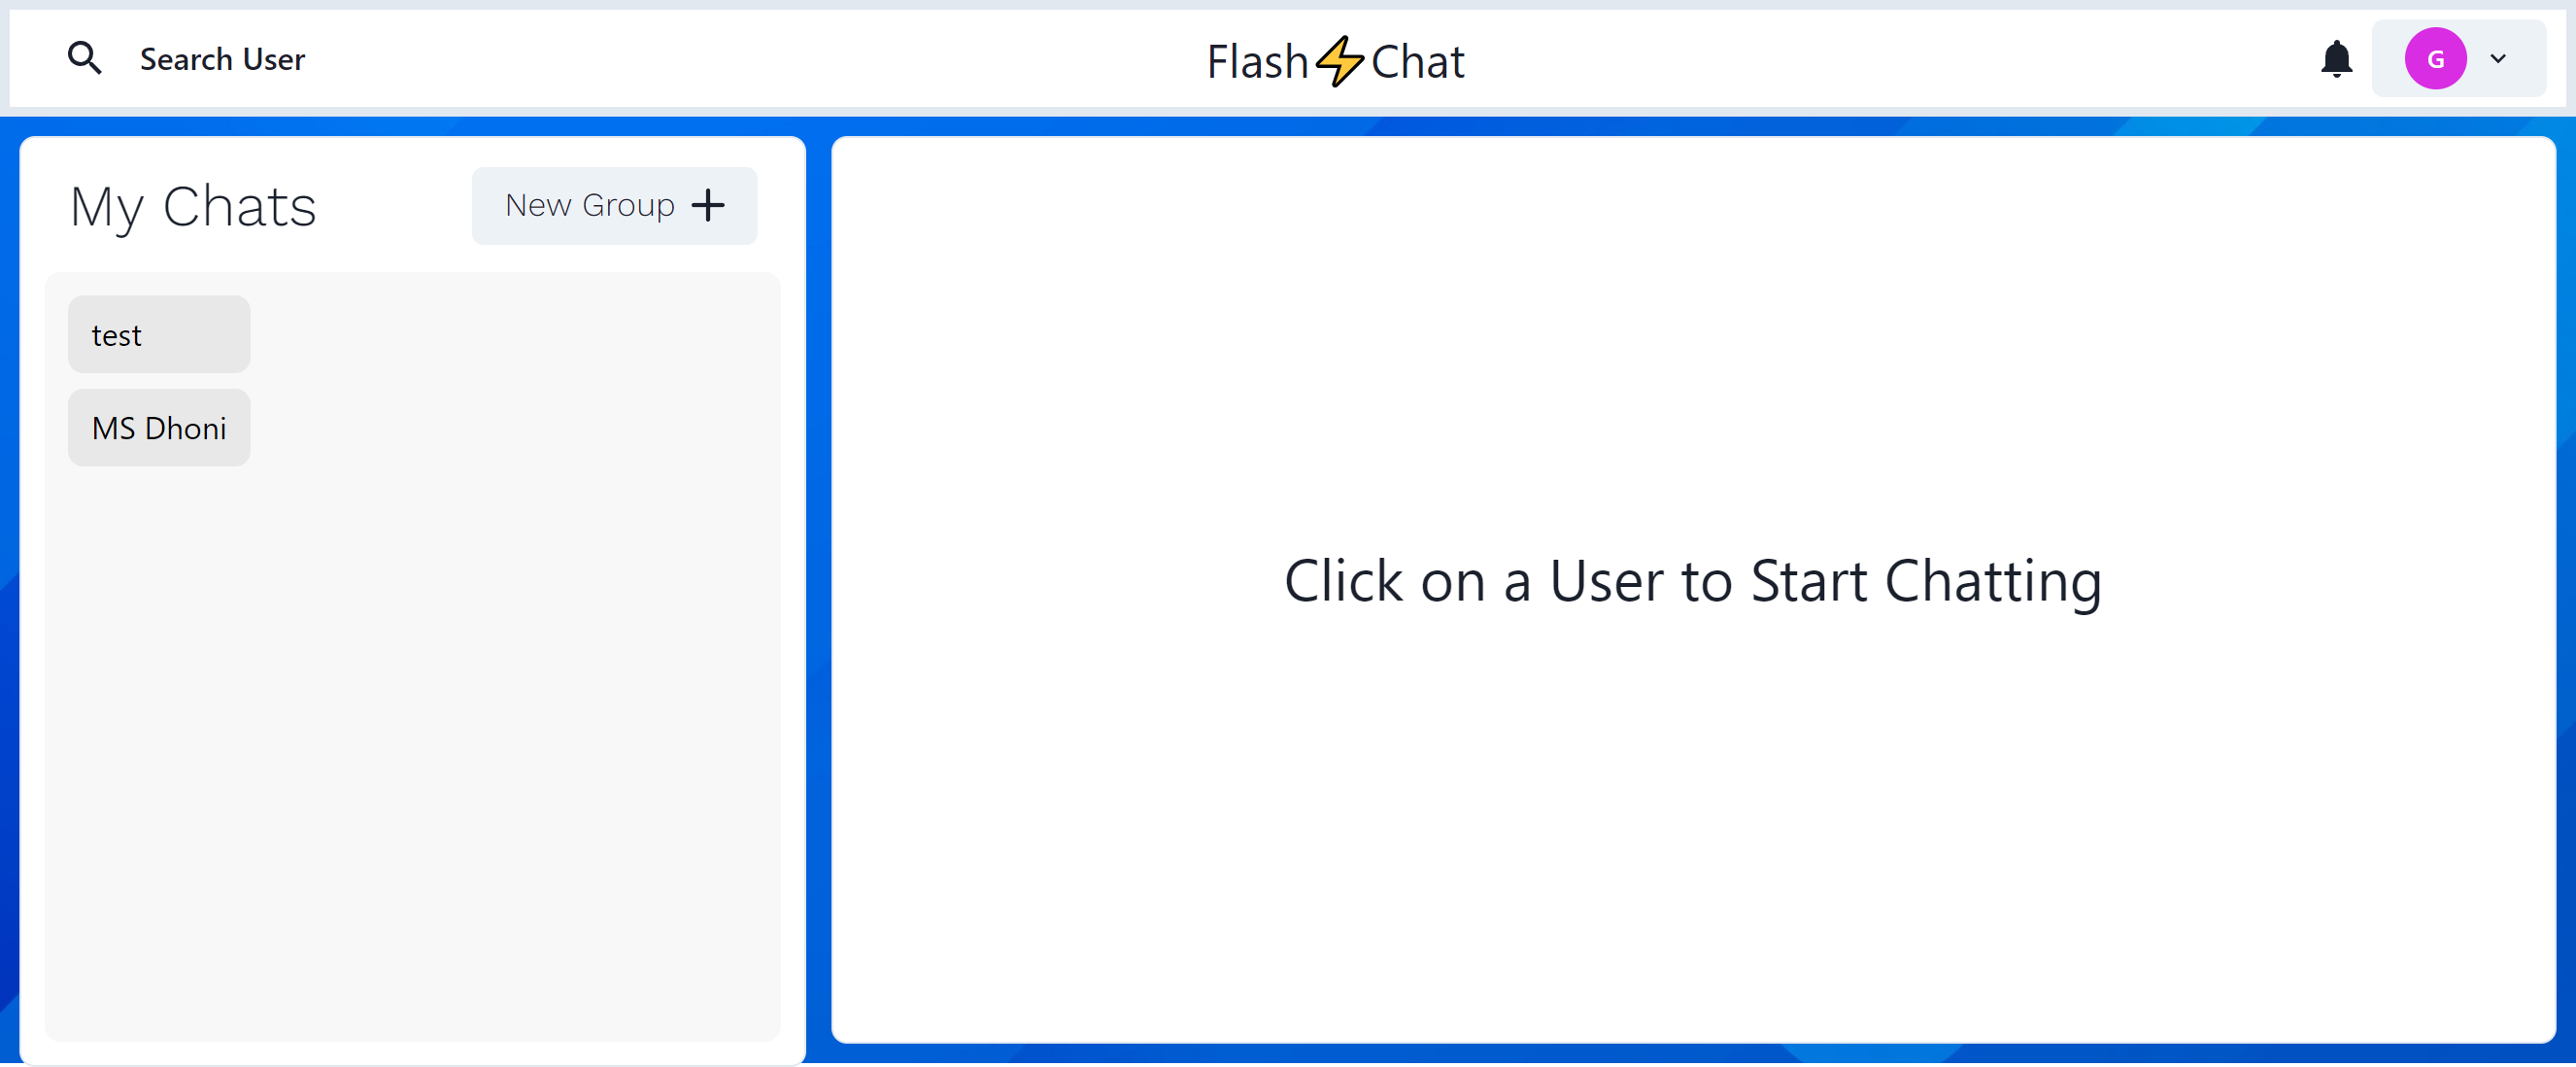 Search User
Flash⚡Chat
G
My Chats
New Group
test
MS Dhoni
Click on a User to Start Chatting